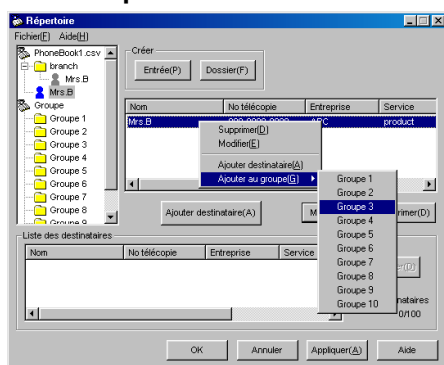 Répertoire
Fichier(F) Aide(H)
PhoneBook1.csv
branch
Mrs.B
Mrs.B
Groupe
Groupe 1
Groupe 2
Groupe 3
Groupe 4
Groupe 5
Groupe 6
Groupe 7
Groupe 8
Créer
Entrée(P) Dossier(F)
Nom No télécopie Entreprise Service
Mrs.B product
Supprimer(D)
Modifier(E)
Ajouter destinataire(A)
Ajouter au groupe(G)
Groupe 1
Groupe 2
Groupe 3
Groupe 4
Groupe 5
Groupe 6
Groupe 7
Groupe 8
Groupe 9
Groupe 10
Ajouter destinataire(A)
Liste des destinataires
Nom No télécopie Entreprise Service
0/100
OK Annuler Appliquer(A) Aide